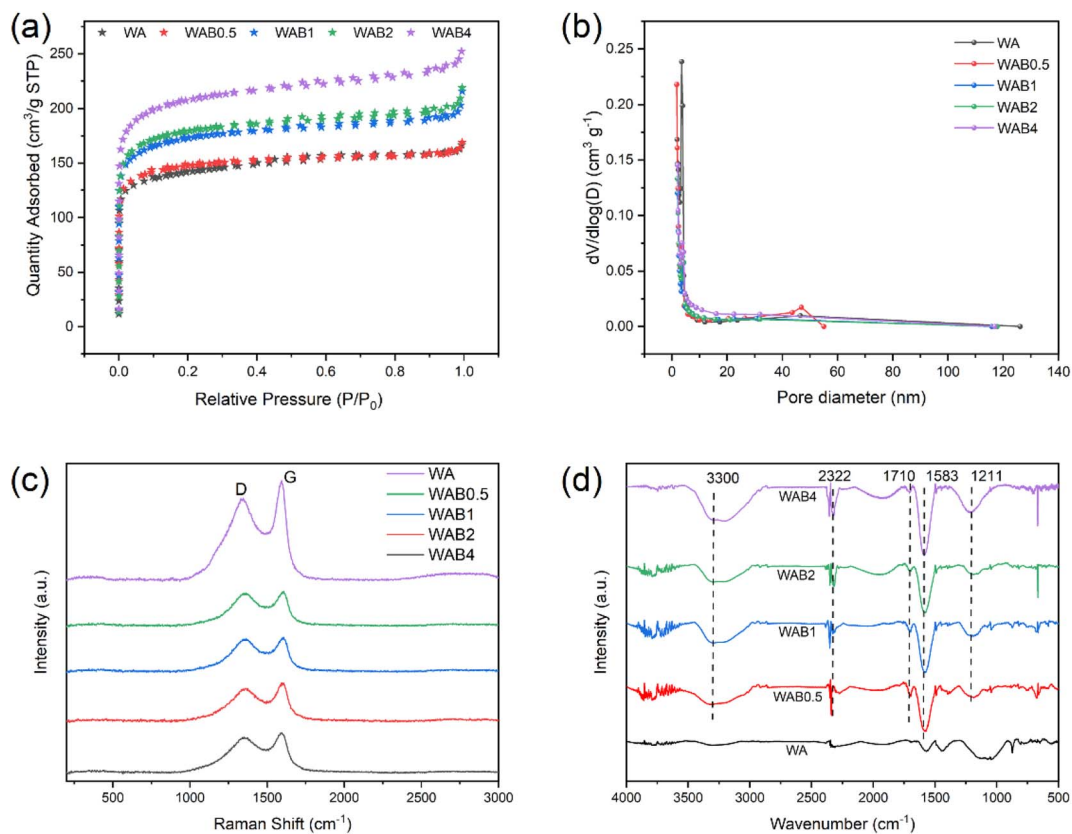 (a)
WA WAB0.5 WAB1 WAB2 WAB4
Quantity Adsorbed (cm³/g STP)
250
200
150
100
50
0
0.0 0.2 0.4 0.6 0.8 1.0
Relative Pressure (P/P₀)
(b)
WA
WAB0.5
WAB1
WAB2
WAB4
dV/dlog(D) (cm³ g⁻¹)
0.25
0.20
0.15
0.10
0.05
0.00
0 20 40 60 80 100 120 140
Pore diameter (nm)
(c)
D
G
WA
WAB0.5
WAB1
WAB2
WAB4
Intensity (a.u.)
500 1000 1500 2000 2500 3000
Raman Shift (cm⁻¹)
(d)
3300 2322 1710 1583 1211
WAB4
WAB2
WAB1
WAB0.5
WA
Intensity (a.u.)
4000 3500 3000 2500 2000 1500 1000 500
Wavenumber (cm⁻¹)